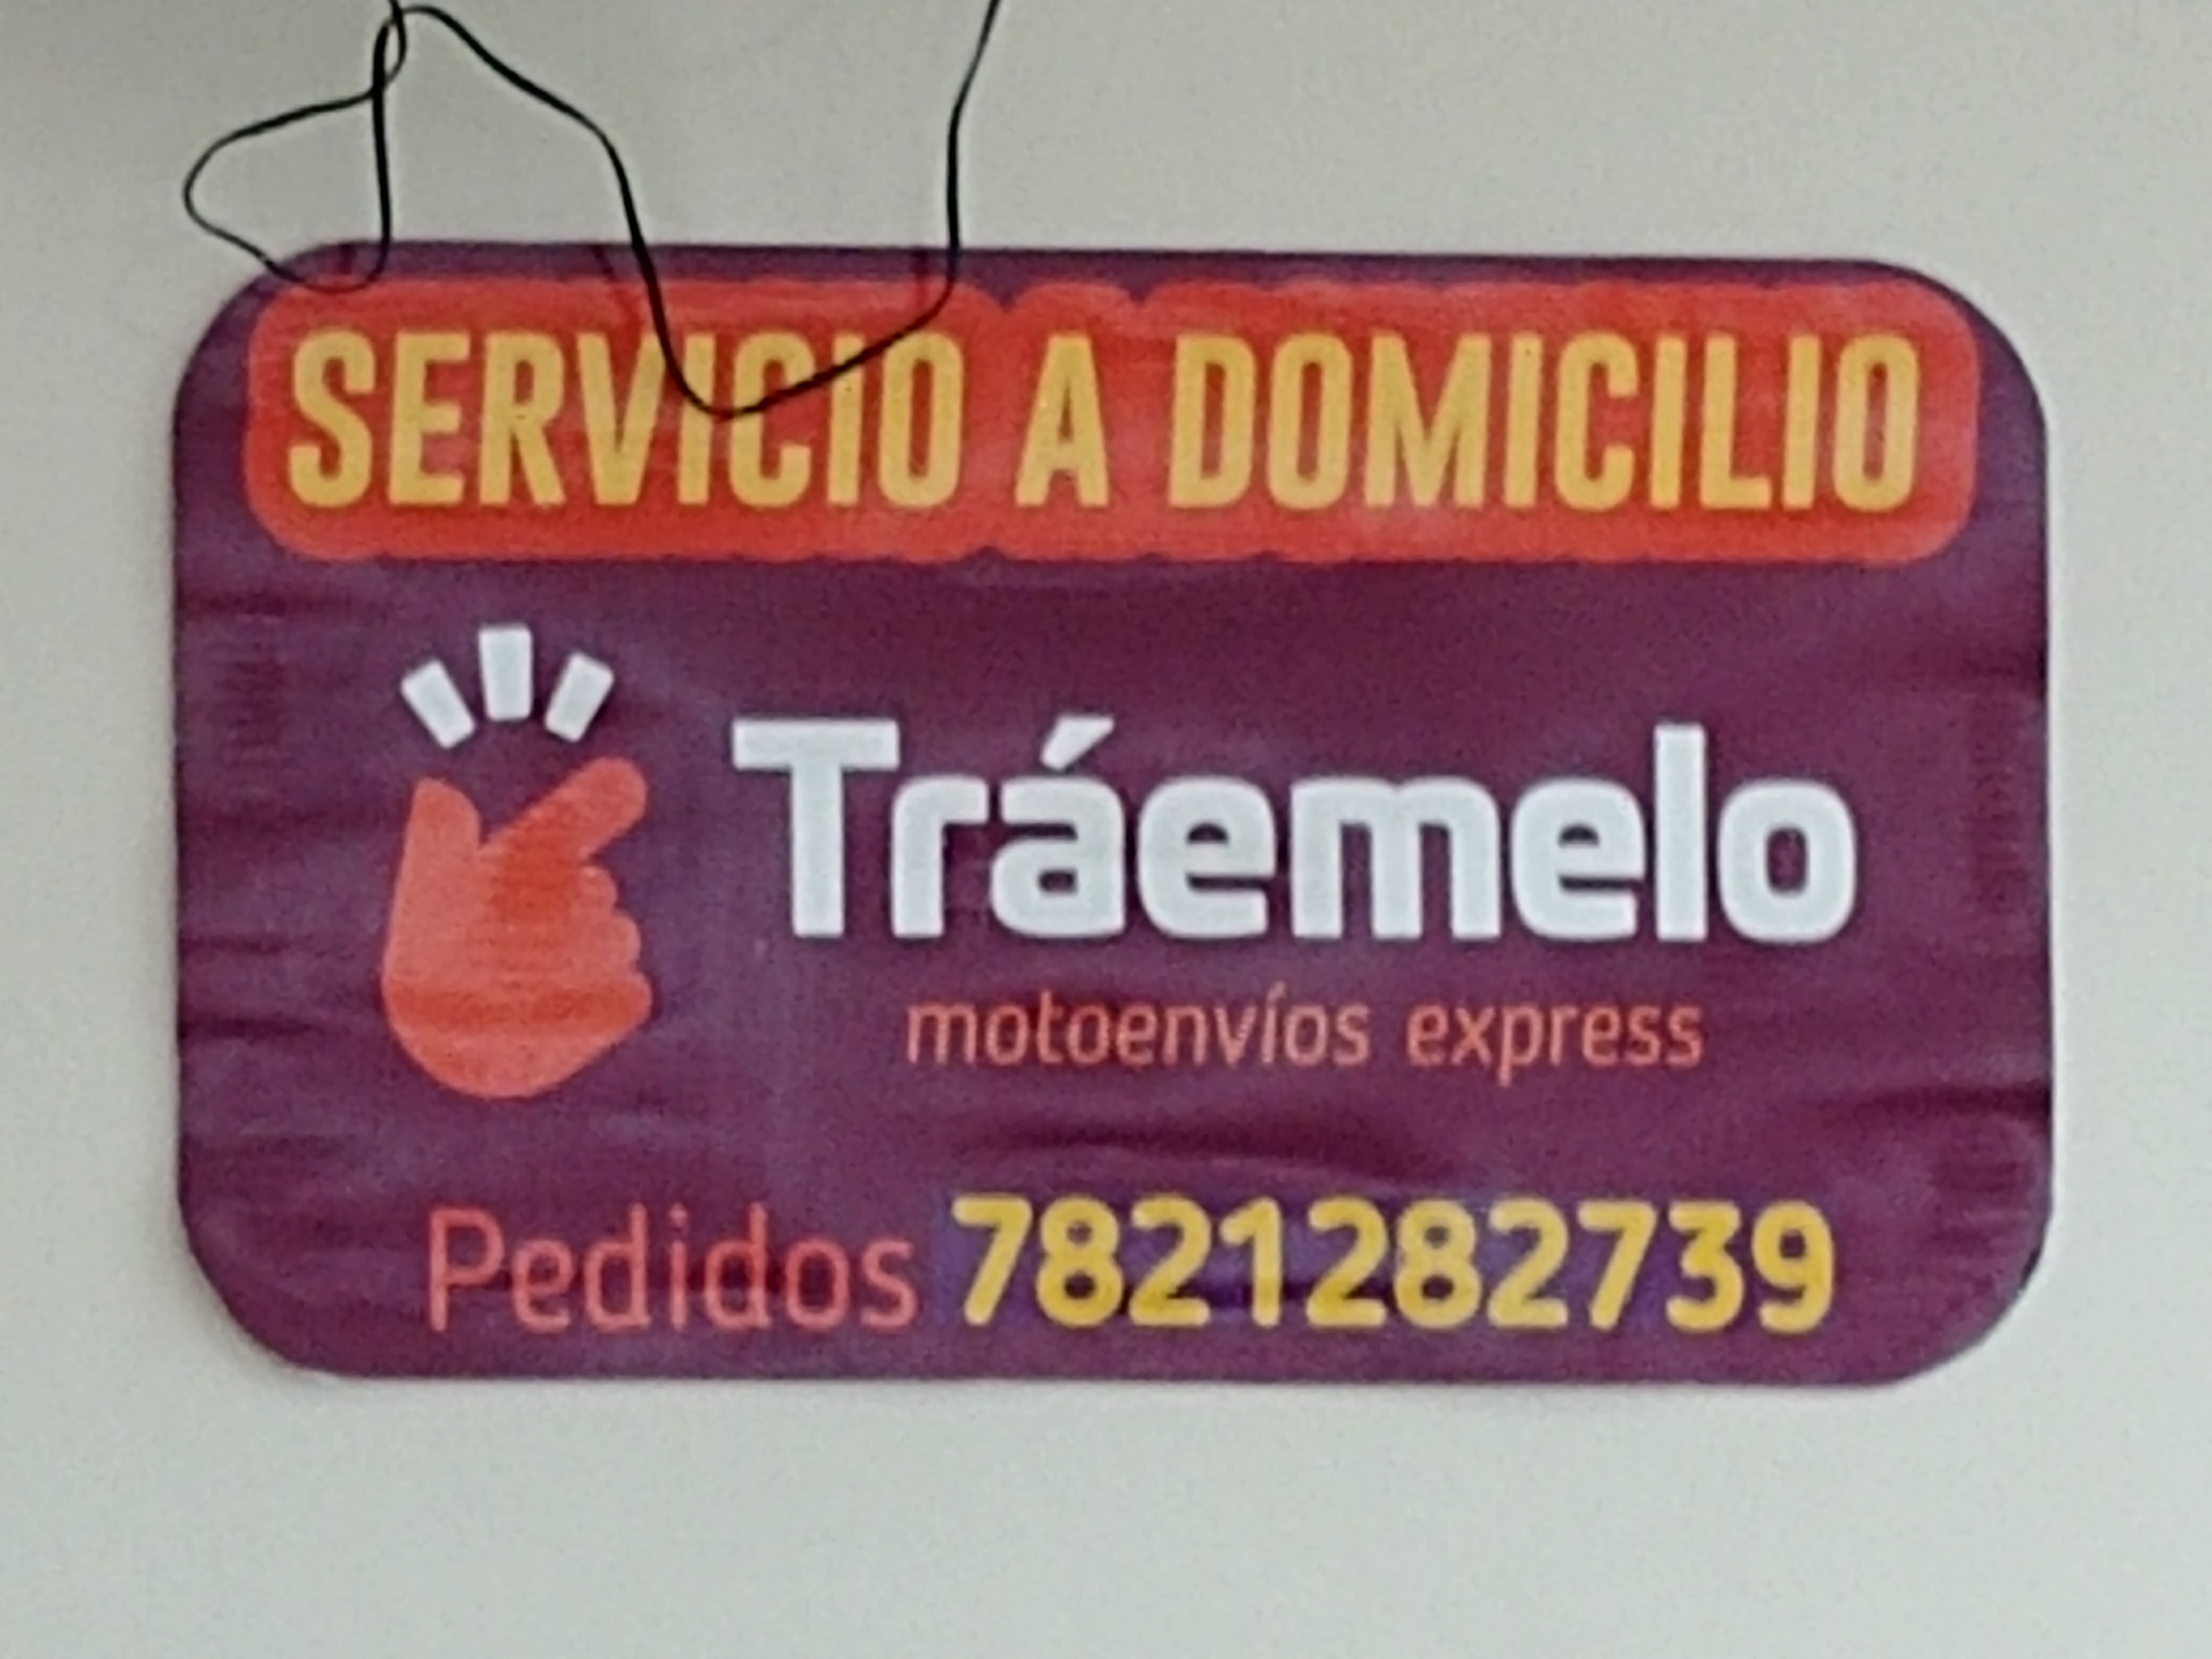 SERVICIO A DOMICILIO
Tráemelo
motoenvíos express
Pedidos 7821282739